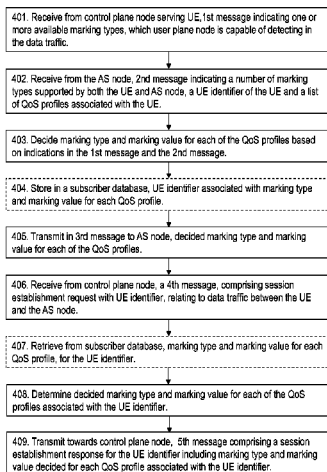 401. Receive from control plane node serving UE,1st message indicating one or
more available marking types, which user plane node is capable of detecting in
the data traffic.
402. Receive from the AS node, 2nd message indicating a number of marking
types supported by both the UE and AS node, a UE identifier of the UE and a list
of QoS profiles associated with the UE.
403. Decide marking type and marking value for each of the QoS profiles based
on indications in the 1st message and the 2nd message.
404. Store in a subscriber database, UE identifier associated with marking type
and marking value for each QoS profile.
405. Transmit in 3rd message to AS node, decided marking type and marking
value for each of the QoS profiles.
406. Receive from control plane node, a 4th message, comprising session
establishment request with UE identifier, relating to data traffic between the UE
and the AS node.
407. Retrieve from subscriber database, marking type and marking value for each
QoS profile, for the UE identifier.
408. Determine decided marking type and marking value for each of the QoS
profiles associated with the UE identifier.
409. Transmit towards control plane node, 5th message comprising a session
establishment response for the UE identifier including marking type and marking
value decided for each QoS profile associated with the UE identifier.